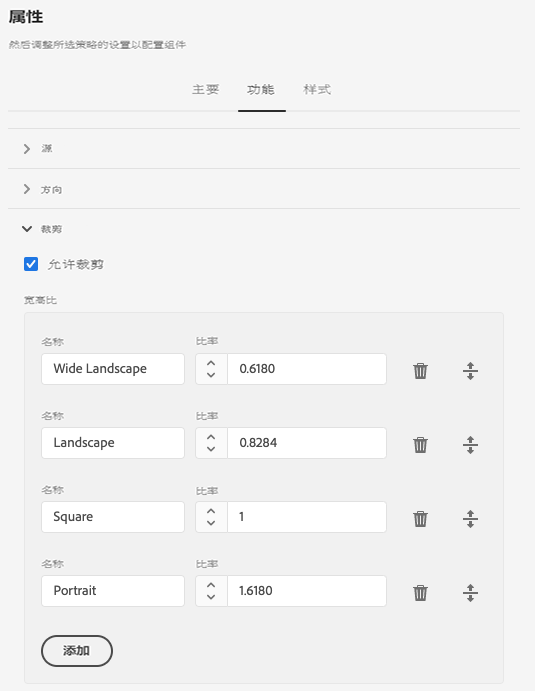 属性
然后调整所选策略的设置以配置组件
主要 功能 样式
源
方向
裁剪
允许裁剪
宽高比
名称 比率
Wide Landscape 0.6180
名称 比率
Landscape 0.8284
名称 比率
Square 1
名称 比率
Portrait 1.6180
添加